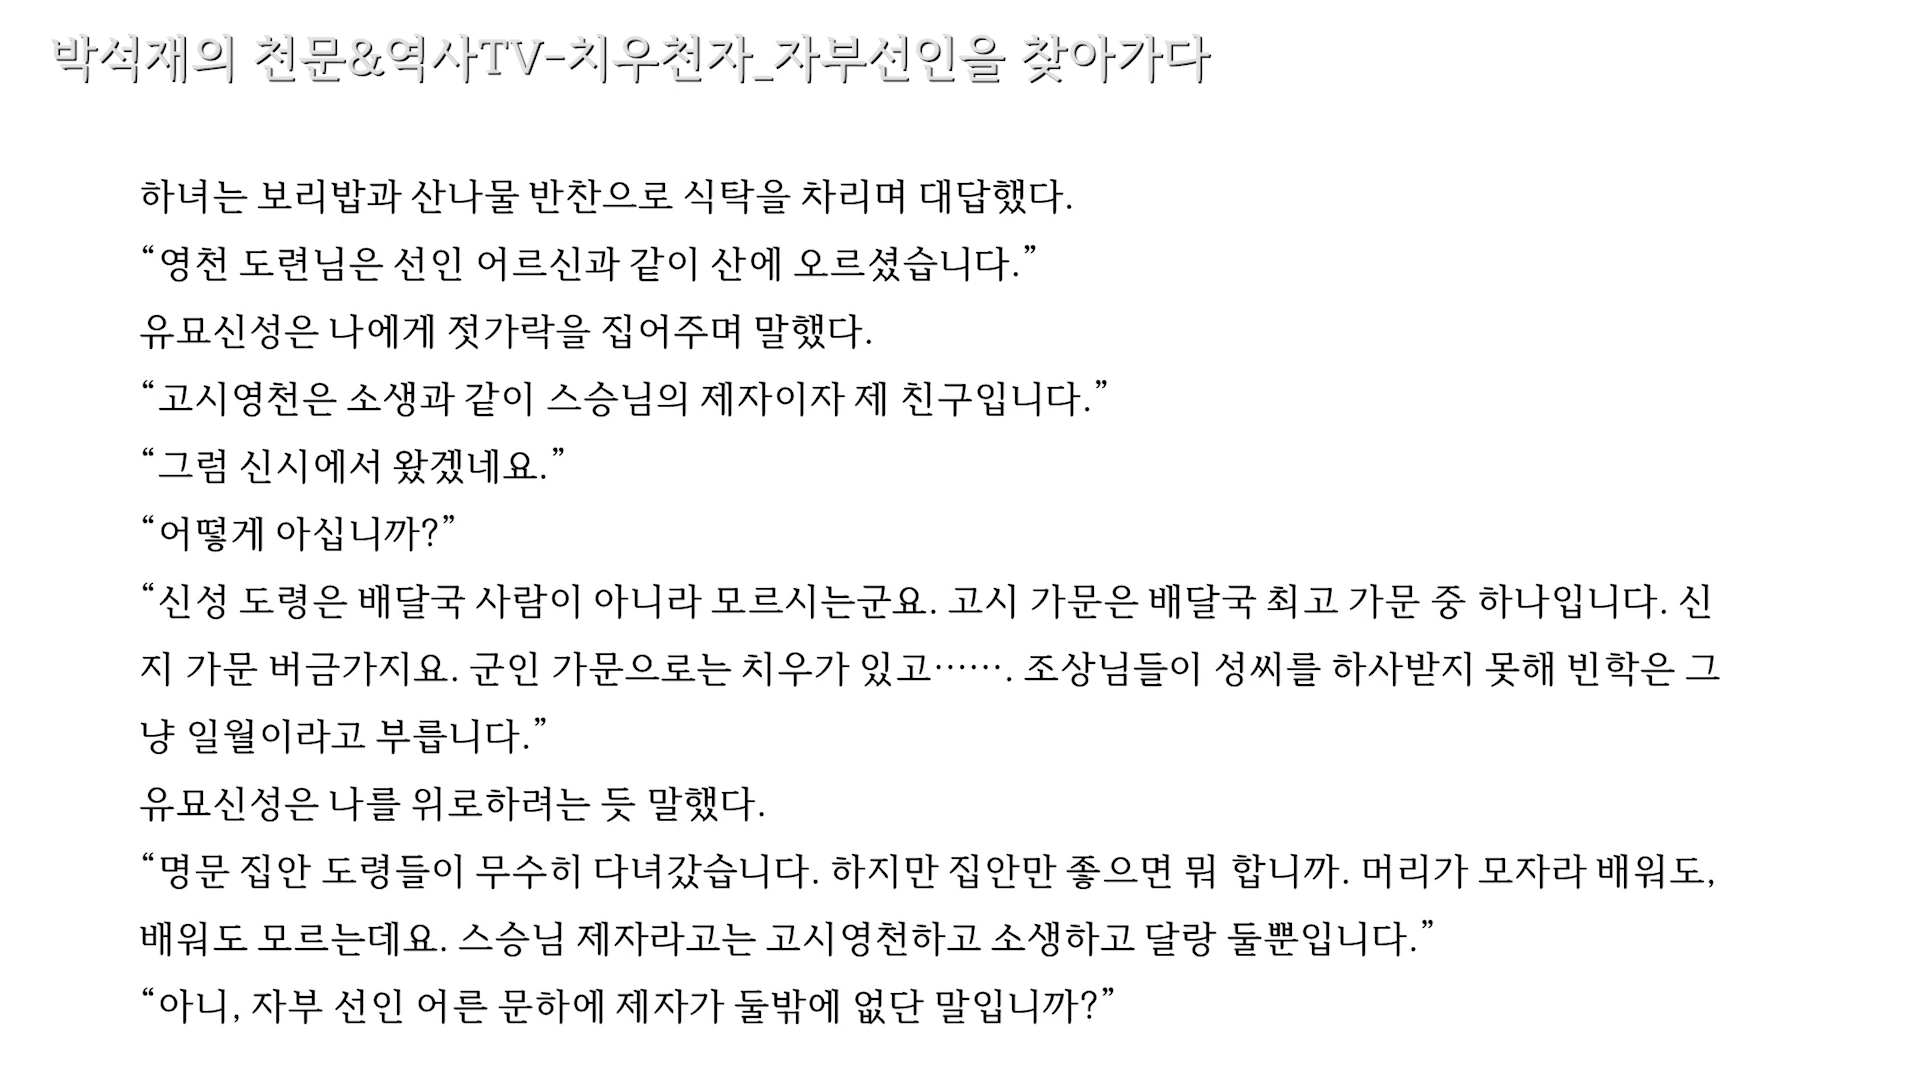 박석재의 천문&역사TV-치우천자_자부선인을 찾아가다
하녀는 보리밥과 산나물 반찬으로 식탁을 차리며 대답했다.
“영천 도련님은 선인 어르신과 같이 산에 오르셨습니다.”
유묘신성은 나에게 젓가락을 집어주며 말했다.
“고시영천은 소생과 같이 스승님의 제자이자 제 친구입니다.”
“그럼 신시에서 왔겠네요.”
“어떻게 아십니까?”
“신성 도령은 배달국 사람이 아니라 모르시는군요. 고시 가문은 배달국 최고 가문 중 하나입니다. 신
지 가문 버금가지요. 군인 가문으로는 치우가 있고……. 조상님들이 성씨를 하사받지 못해 빈학은 그
냥 일월이라고 부릅니다.”
유묘신성은 나를 위로하려는 듯 말했다.
“명문 집안 도령들이 무수히 다녀갔습니다. 하지만 집안만 좋으면 뭐 합니까. 머리가 모자라 배워도,
배워도 모르는데요. 스승님 제자라고는 고시영천하고 소생하고 달랑 둘뿐입니다.”
“아니, 자부 선인 어른 문하에 제자가 둘밖에 없단 말입니까?”